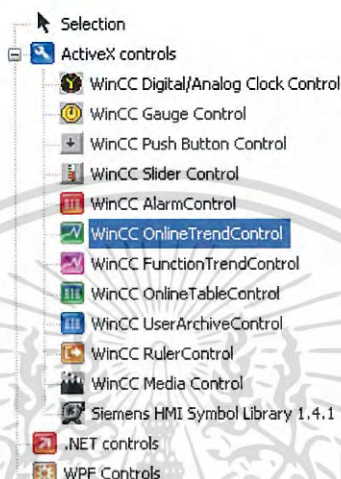 Selection
ActiveX controls
WinCC Digital/Analog Clock Control
WinCC Gauge Control
WinCC Push Button Control
WinCC Slider Control
WinCC AlarmControl
WinCC OnlineTrendControl
WinCC FunctionTrendControl
WinCC OnlineTableControl
WinCC UserArchiveControl
WinCC RulerControl
WinCC Media Control
Siemens HMI Symbol Library 1.4.1
.NET controls
WPF Controls